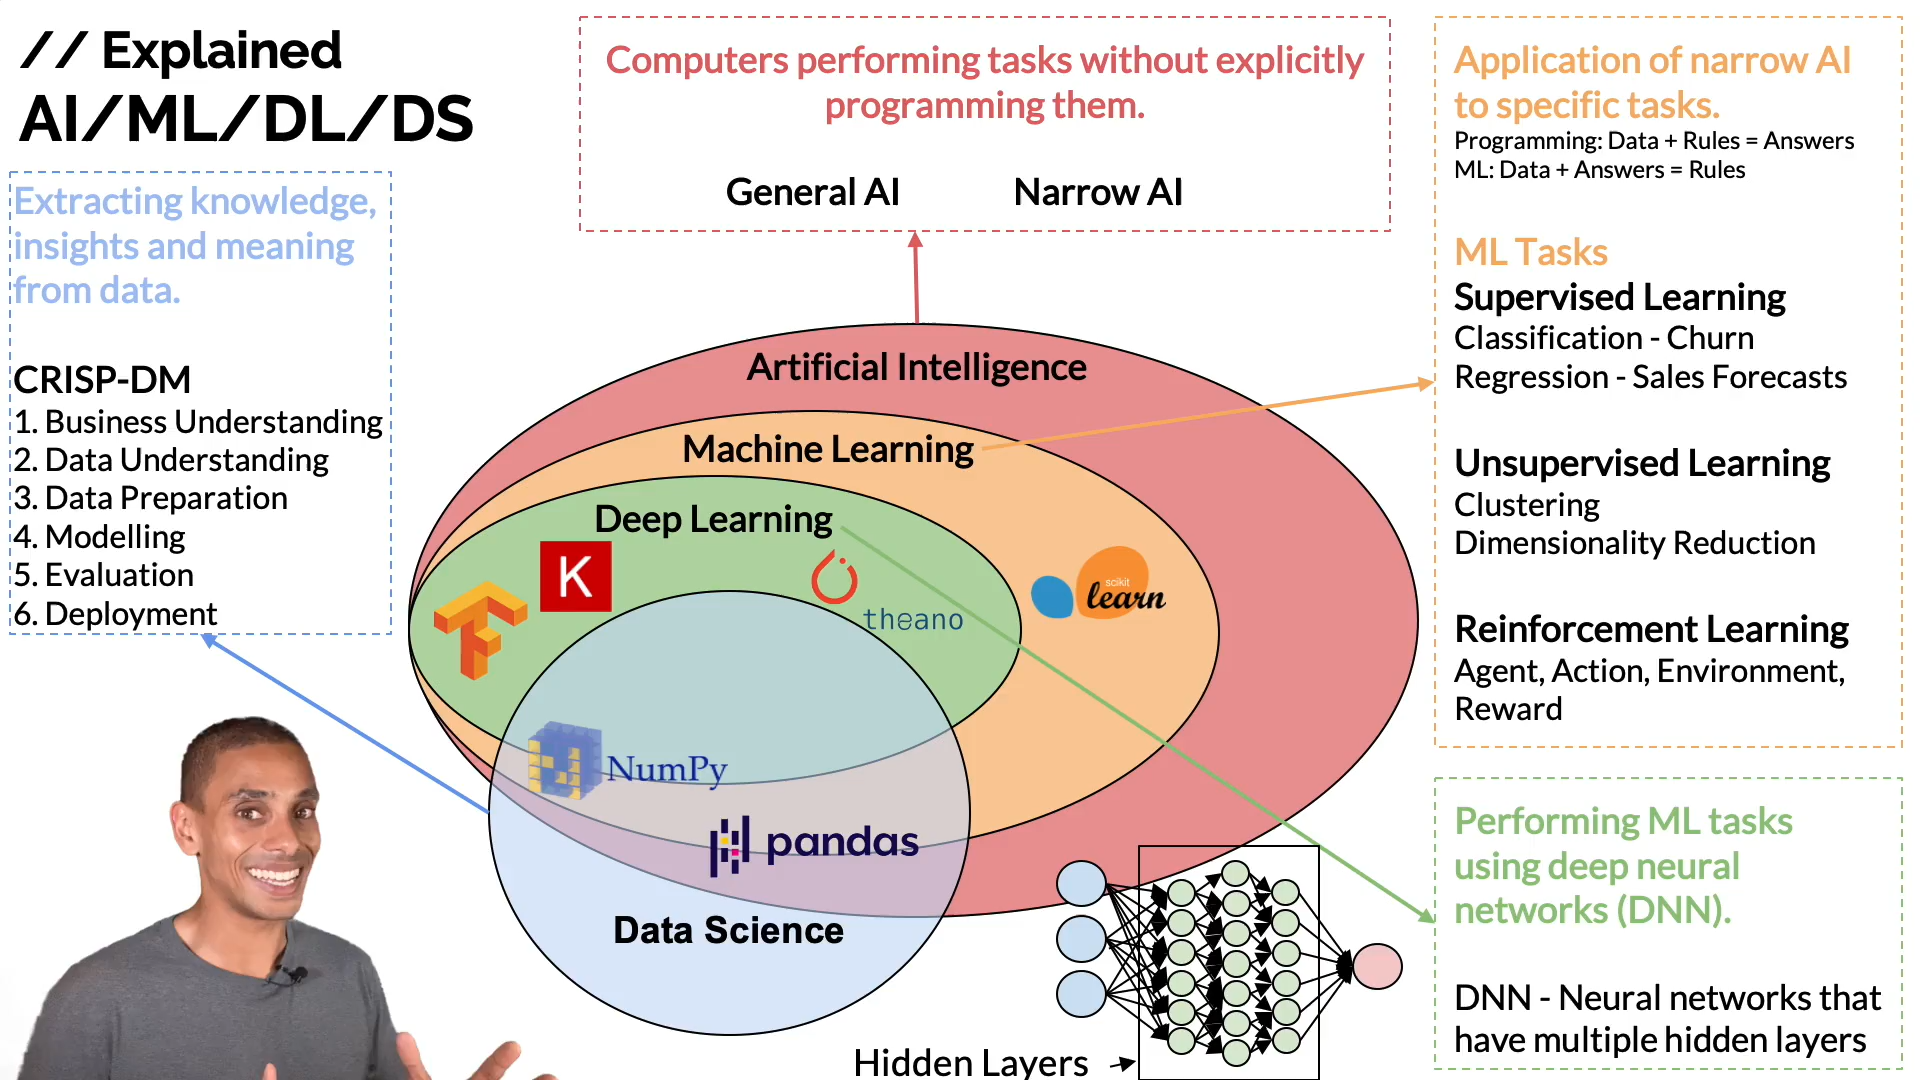 // Explained
AI/ML/DL/DS
Extracting knowledge,
insights and meaning
from data.
CRISP-DM
1. Business Understanding
2. Data Understanding
3. Data Preparation
4. Modelling
5. Evaluation
6. Deployment
Computers performing tasks without explicitly
programming them.
General AI Narrow AI
Artificial Intelligence
Machine Learning
Deep Learning
K
theano
scikit
learn
NumPy
pandas
Data Science
Hidden Layers
Application of narrow AI
to specific tasks.
Programming: Data + Rules = Answers
ML: Data + Answers = Rules
ML Tasks
Supervised Learning
Classification - Churn
Regression - Sales Forecasts
Unsupervised Learning
Clustering
Dimensionality Reduction
Reinforcement Learning
Agent, Action, Environment,
Reward
Performing ML tasks
using deep neural
networks (DNN).
DNN - Neural networks that
have multiple hidden layers